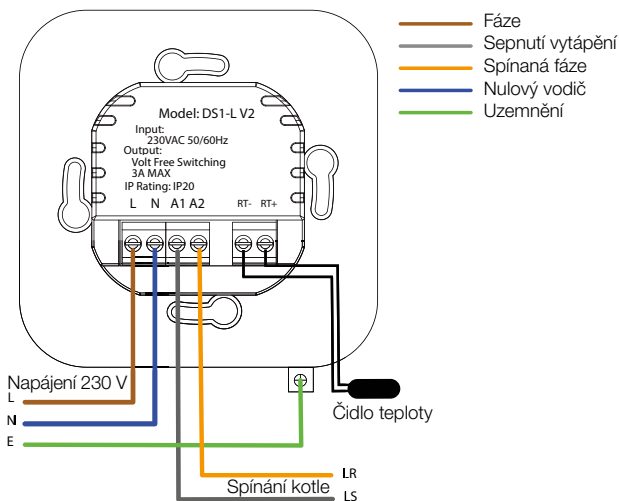 Fáze
Sepnutí vytápění
Spínaná fáze
Nulový vodič
Uzemnění
Model: DS1-L V2
Input:
230VAC 50/60Hz
Output:
Volt Free Switching
3A MAX
IP Rating: IP20
L N A1 A2 RT- RT+
Napájení 230 V
L
N
E
Čidlo teploty
LR
Spínání kotle
LS